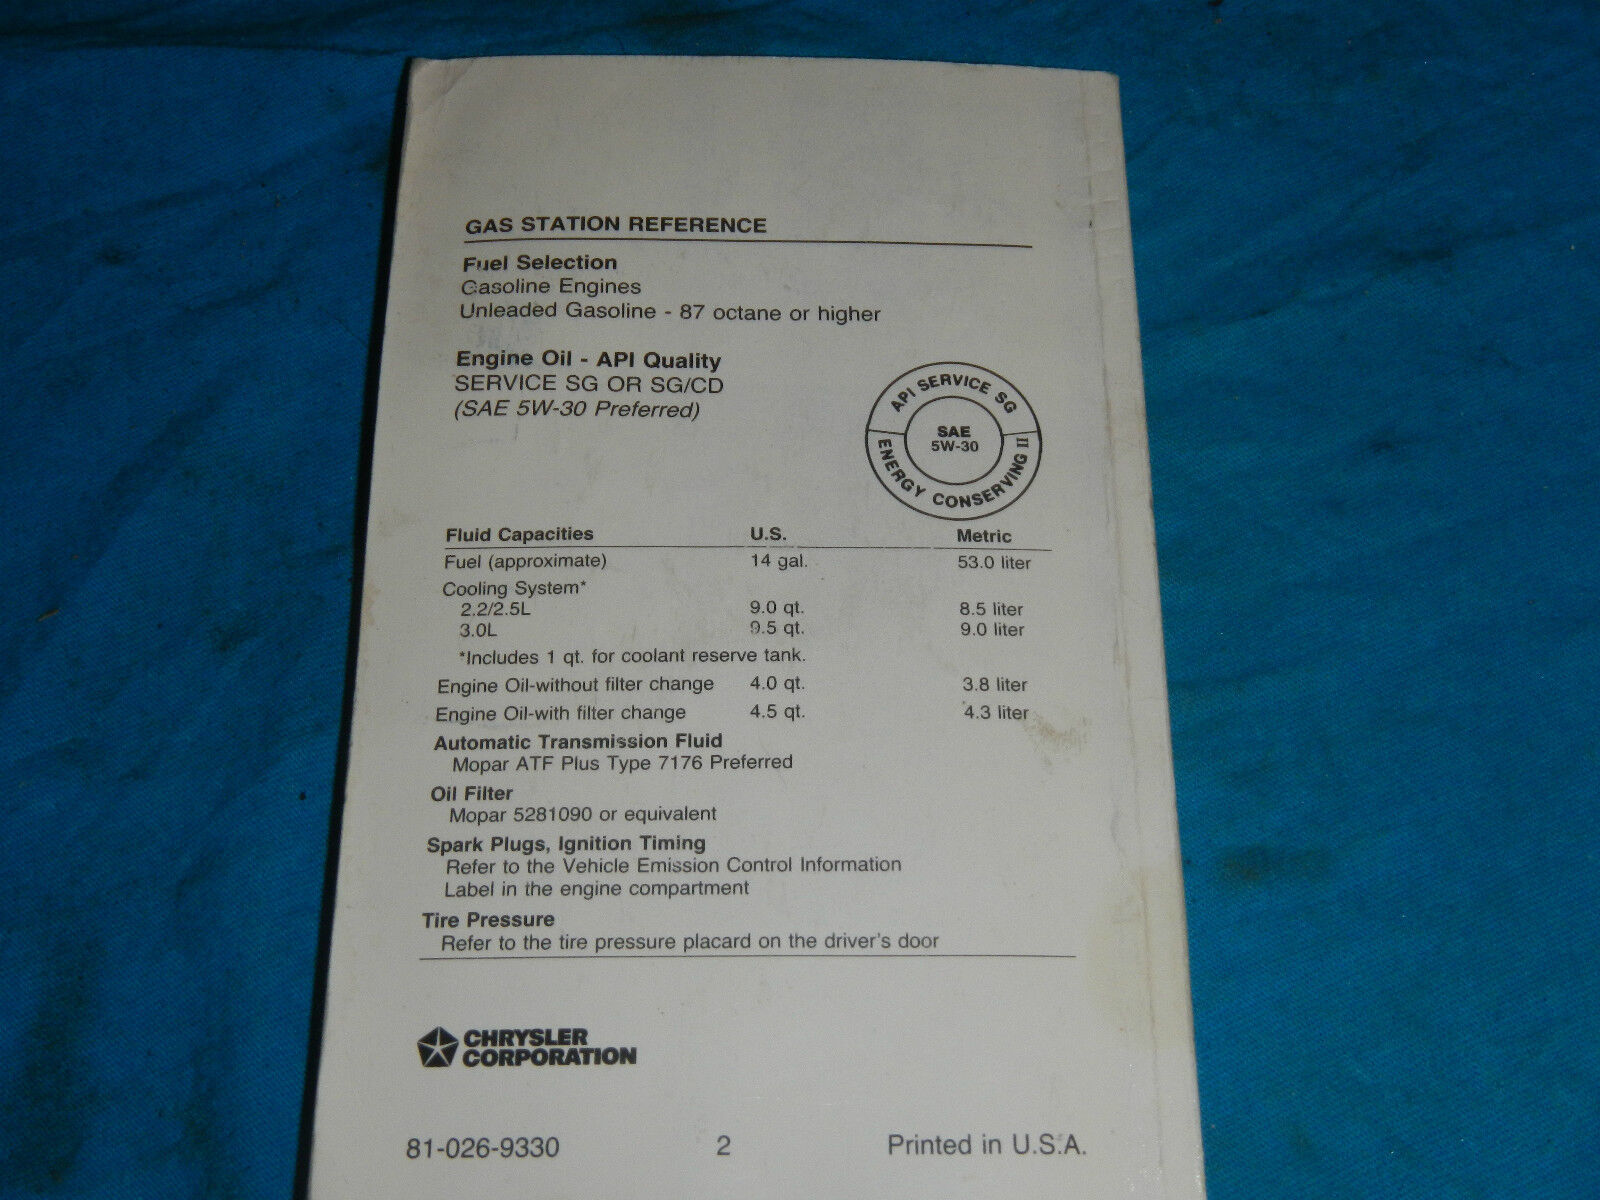 GAS STATION REFERENCE
Fuel Selection
Gasoline Engines
Unleaded Gasoline - 87 octane or higher
Engine Oil - API Quality
SERVICE SG OR SG/CD
(SAE 5W-30 Preferred)
API SERVICE SG
SAE
5W-30
ENERGY CONSERVING II
Fluid Capacities U.S. Metric
Fuel (approximate) 14 gal. 53.0 liter
Cooling System*
2.2/2.5L 9.0 qt. 8.5 liter
3.0L 9.5 qt. 9.0 liter
*Includes 1 qt. for coolant reserve tank.
Engine Oil-without filter change 4.0 qt. 3.8 liter
Engine Oil-with filter change 4.5 qt. 4.3 liter
Automatic Transmission Fluid
Mopar ATF Plus Type 7176 Preferred
Oil Filter
Mopar 5281090 or equivalent
Spark Plugs, Ignition Timing
Refer to the Vehicle Emission Control Information
Label in the engine compartment
Tire Pressure
Refer to the tire pressure placard on the driver's door
CHRYSLER
CORPORATION
81-026-9330 2 Printed in U.S.A.